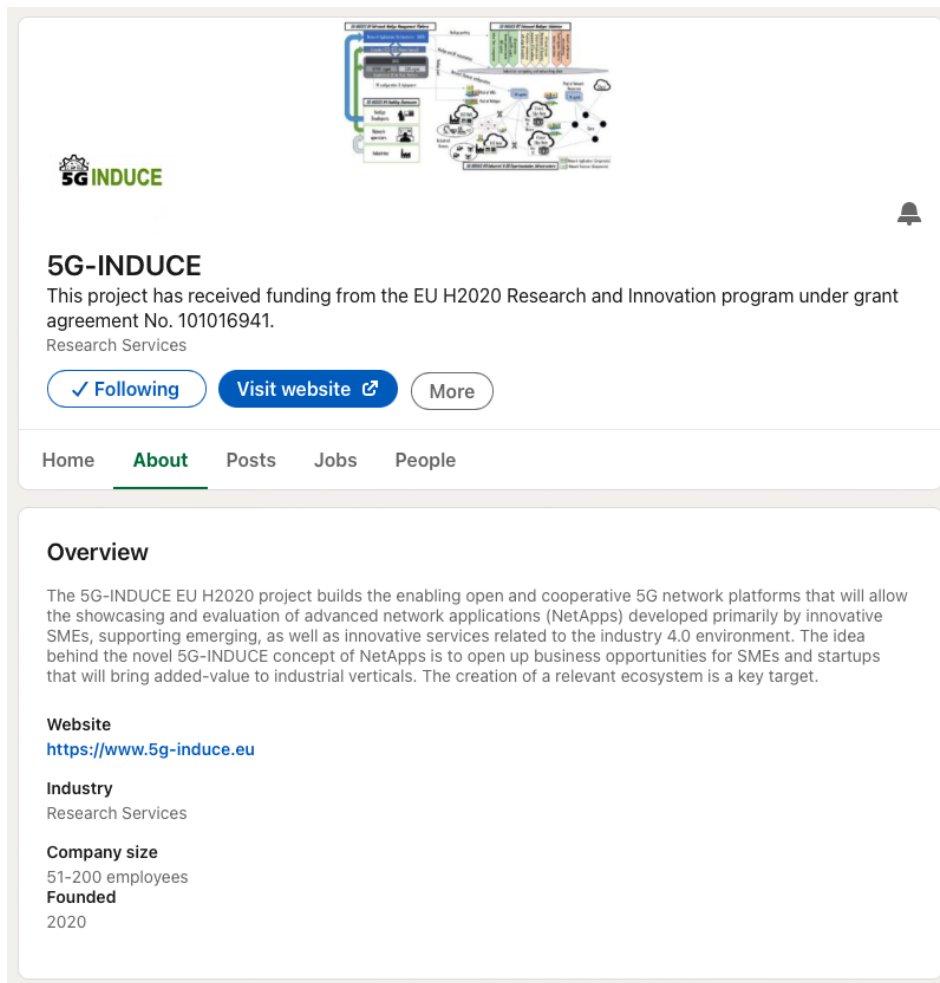 5G INDUCE
5G-INDUCE
This project has received funding from the EU H2020 Research and Innovation program under grant
agreement No. 101016941.
Research Services
Following
Visit website
More
Home About Posts Jobs People
Overview
The 5G-INDUCE EU H2020 project builds the enabling open and cooperative 5G network platforms that will allow
the showcasing and evaluation of advanced network applications (NetApps) developed primarily by innovative
SMEs, supporting emerging, as well as innovative services related to the industry 4.0 environment. The idea
behind the novel 5G-INDUCE concept of NetApps is to open up business opportunities for SMEs and startups
that will bring added-value to industrial verticals. The creation of a relevant ecosystem is a key target.
Website
https://www.5g-induce.eu
Industry
Research Services
Company size
51-200 employees
Founded
2020